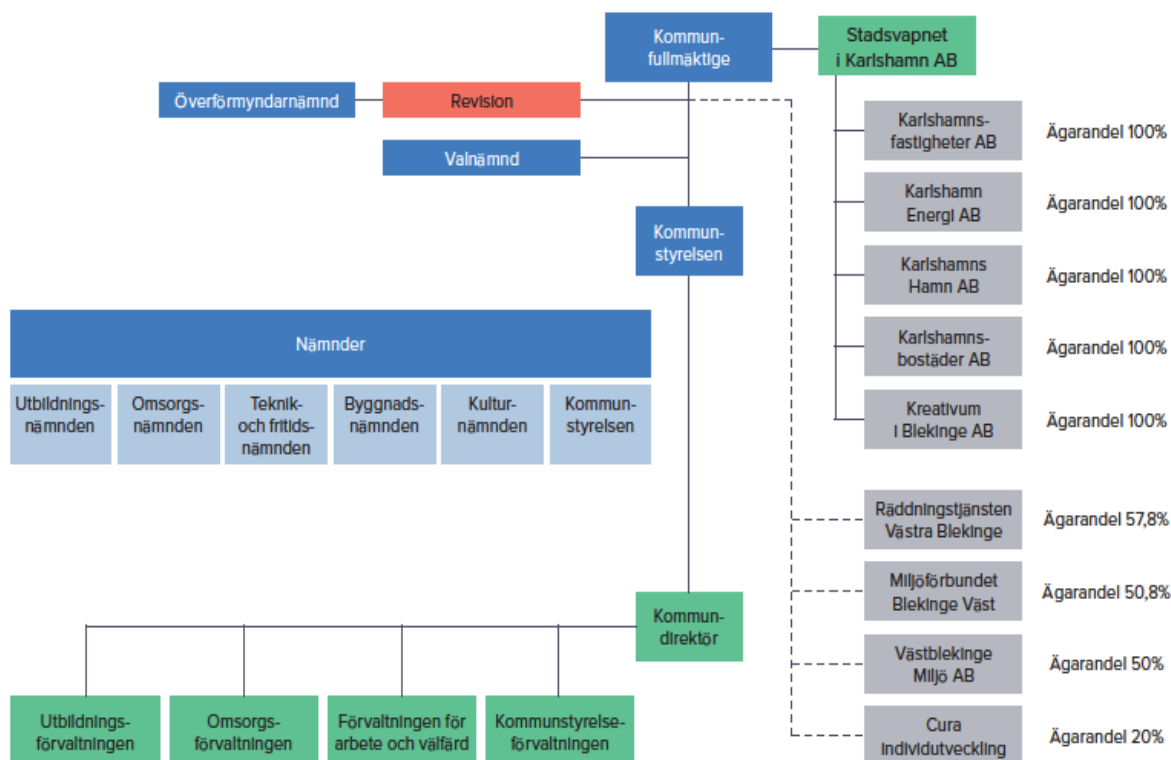 Kommun-
fullmäktige
Stadsvapnet
i Karlshamn AB
Överförmyndarnämnd
Revision
Valnämnd
Kommun-
styrelsen
Karlshamns-
fastigheter AB
Ägarandel 100%
Karlshamn
Energi AB
Ägarandel 100%
Karlshamns
Hamn AB
Ägarandel 100%
Karlshamns-
bostäder AB
Ägarandel 100%
Kreativum
i Blekinge AB
Ägarandel 100%
Nämnder
Utbildnings-
nämnden
Omsorgs-
nämnden
Teknik-
och fritids-
nämnden
Byggnads-
nämnden
Kultur-
nämnden
Kommun-
styrelsen
Räddningstjänsten
Västra Blekinge
Ägarandel 57,8%
Miljöförbundet
Blekinge Väst
Ägarandel 50,8%
Västblekinge
Miljö AB
Ägarandel 50%
Cura
individutveckling
Ägarandel 20%
Kommun-
direktör
Utbildnings-
förvaltningen
Omsorgs-
förvaltningen
Förvaltningen för
arbete och välfärd
Kommunstyrelse-
förvaltningen